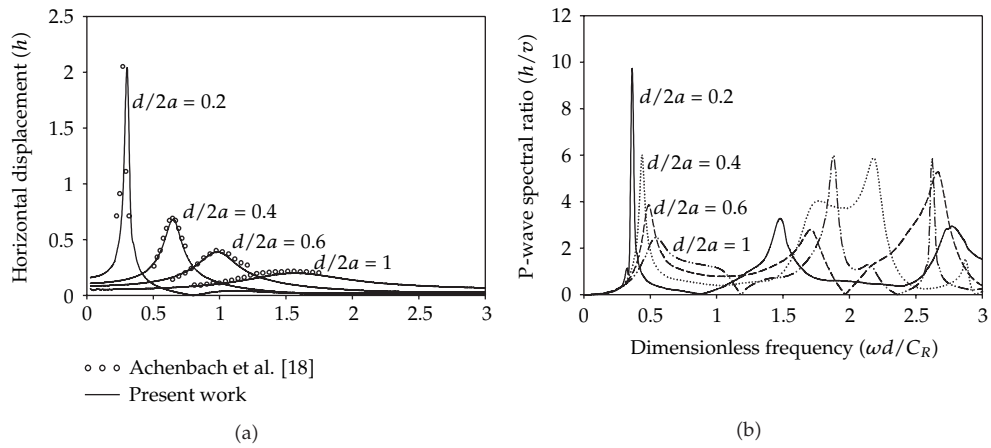 Horizontal displacement (h)
2.5
2
1.5
1
0.5
0
0
0.5
1
1.5
2
2.5
3
d/2a = 0.2
d/2a = 0.4
d/2a = 0.6
d/2a = 1
Achenbach et al. [18]
Present work
(a)
P-wave spectral ratio (h/v)
12
10
8
6
4
2
0
0
0.5
1
1.5
2
2.5
3
d/2a = 0.2
d/2a = 0.4
d/2a = 0.6
d/2a = 1
Dimensionless frequency (ωd/C_R)
(b)